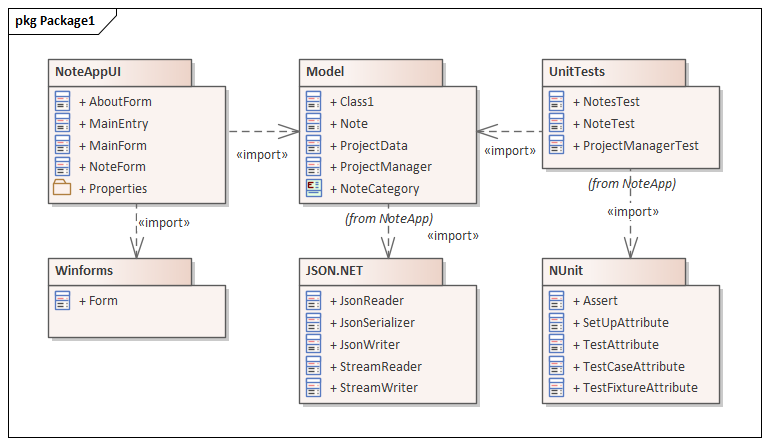 pkg Package1
NoteAppUI
+ AboutForm
+ MainEntry
+ MainForm
+ NoteForm
+ Properties
«import»
Model
+ Class1
+ Note
+ ProjectData
+ ProjectManager
+ NoteCategory
(from NoteApp)
«import»
UnitTests
+ NotesTest
+ NoteTest
+ ProjectManagerTest
(from NoteApp)
«import»
«import»
«import»
Winforms
+ Form
JSON.NET
+ JsonReader
+ JsonSerializer
+ JsonWriter
+ StreamReader
+ StreamWriter
NUnit
+ Assert
+ SetUpAttribute
+ TestAttribute
+ TestCaseAttribute
+ TestFixtureAttribute